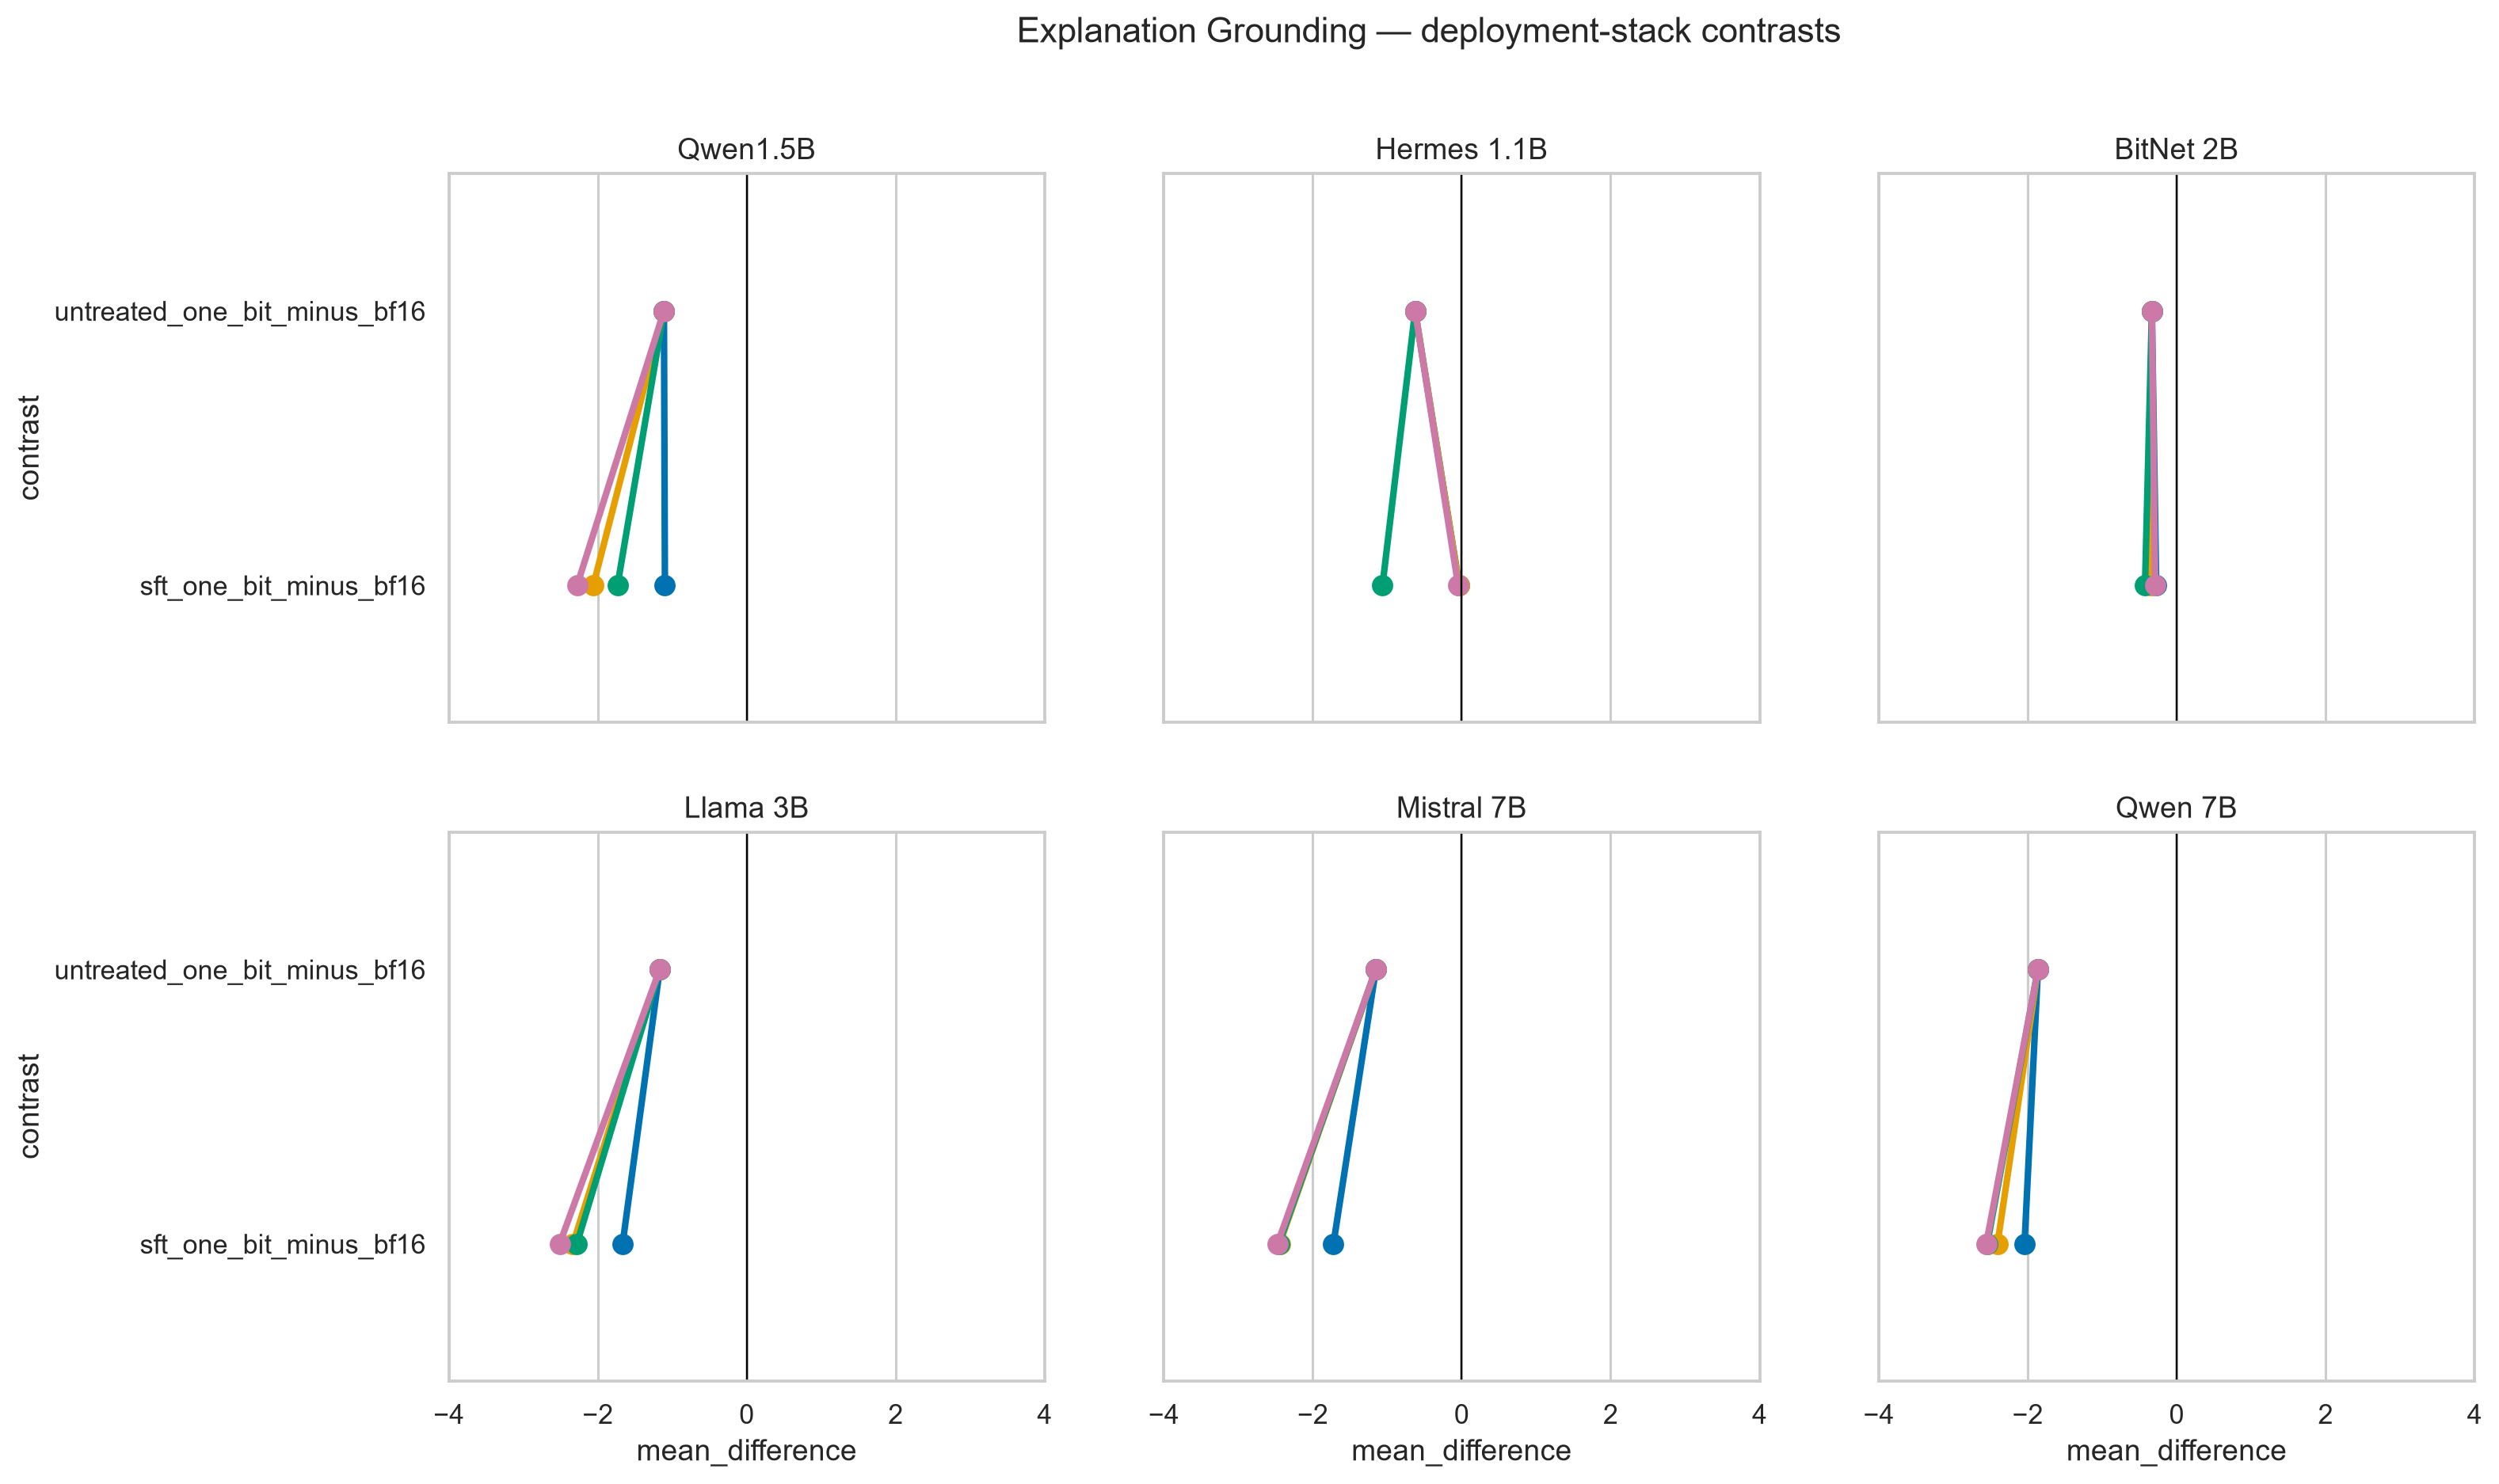 Explanation Grounding — deployment-stack contrasts
Qwen1.5B
Hermes 1.1B
BitNet 2B
contrast
untreated_one_bit_minus_bf16
sft_one_bit_minus_bf16
Llama 3B
Mistral 7B
Qwen 7B
contrast
untreated_one_bit_minus_bf16
sft_one_bit_minus_bf16
−4 −2 0 2 4
−4 −2 0 2 4
−4 −2 0 2 4
mean_difference
mean_difference
mean_difference